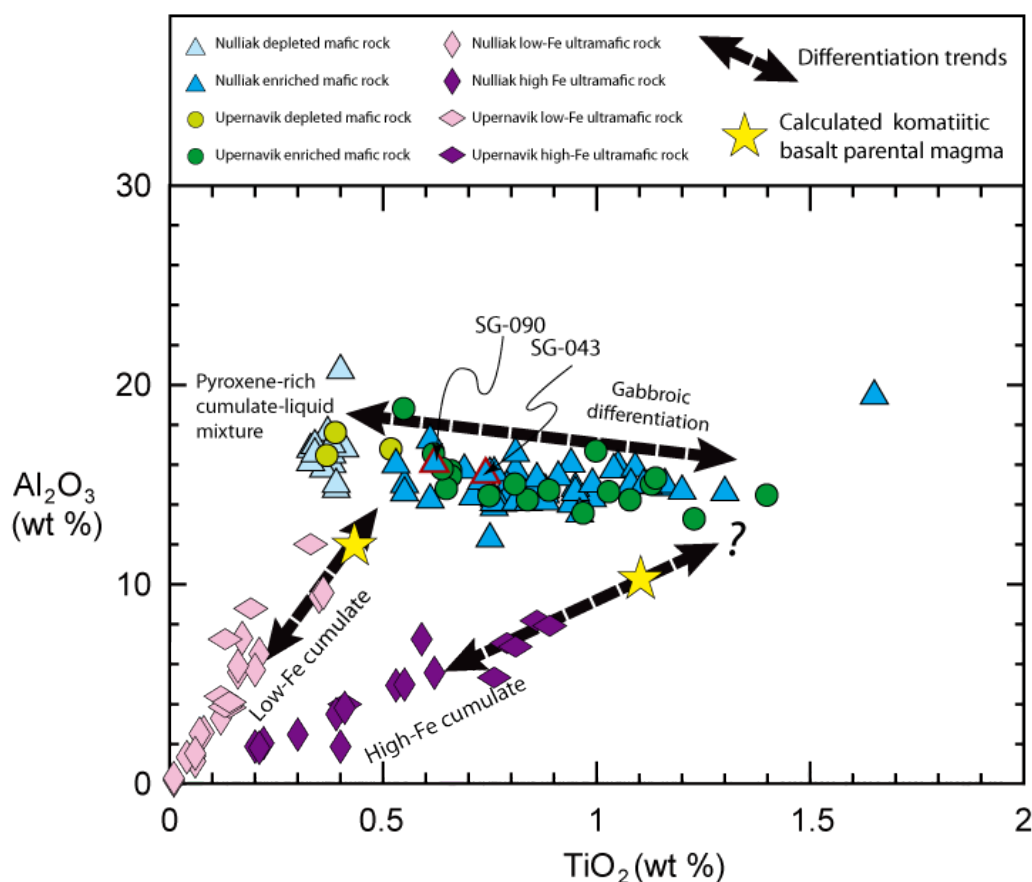 Nulliak depleted mafic rock
Nulliak enriched mafic rock
Upernavik depleted mafic rock
Upernavik enriched mafic rock
Nulliak low-Fe ultramafic rock
Nulliak high Fe ultramafic rock
Upernavik low-Fe ultramafic rock
Upernavik high-Fe ultramafic rock
Differentiation trends
Calculated komatiitic
basalt parental magma
30
20
10
0
Al₂O₃
(wt %)
SG-090
SG-043
Pyroxene-rich
cumulate-liquid
mixture
Gabbroic
differentiation
?
Low-Fe cumulate
High-Fe cumulate
0
0.5
1
1.5
2
TiO₂ (wt %)